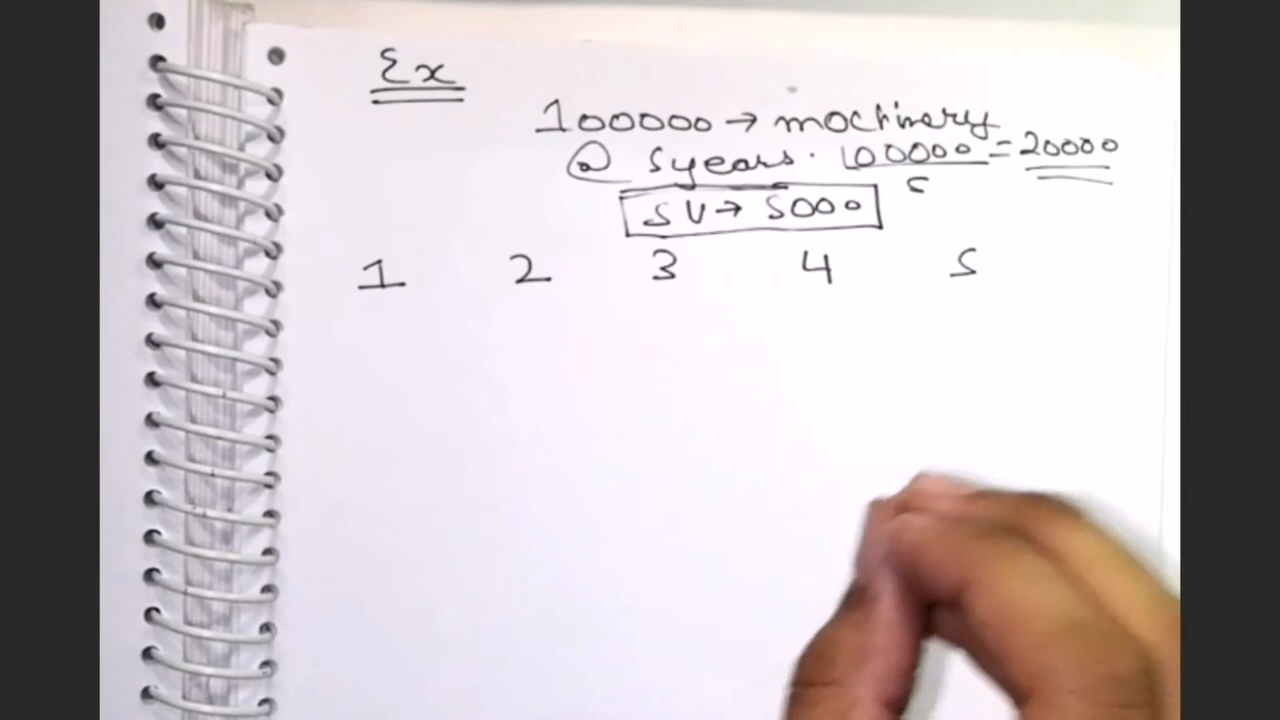 Ex
100000 → machinery
@ 5 years. 100000 = 20000
5
SV → 5000
1 2 3 4 5